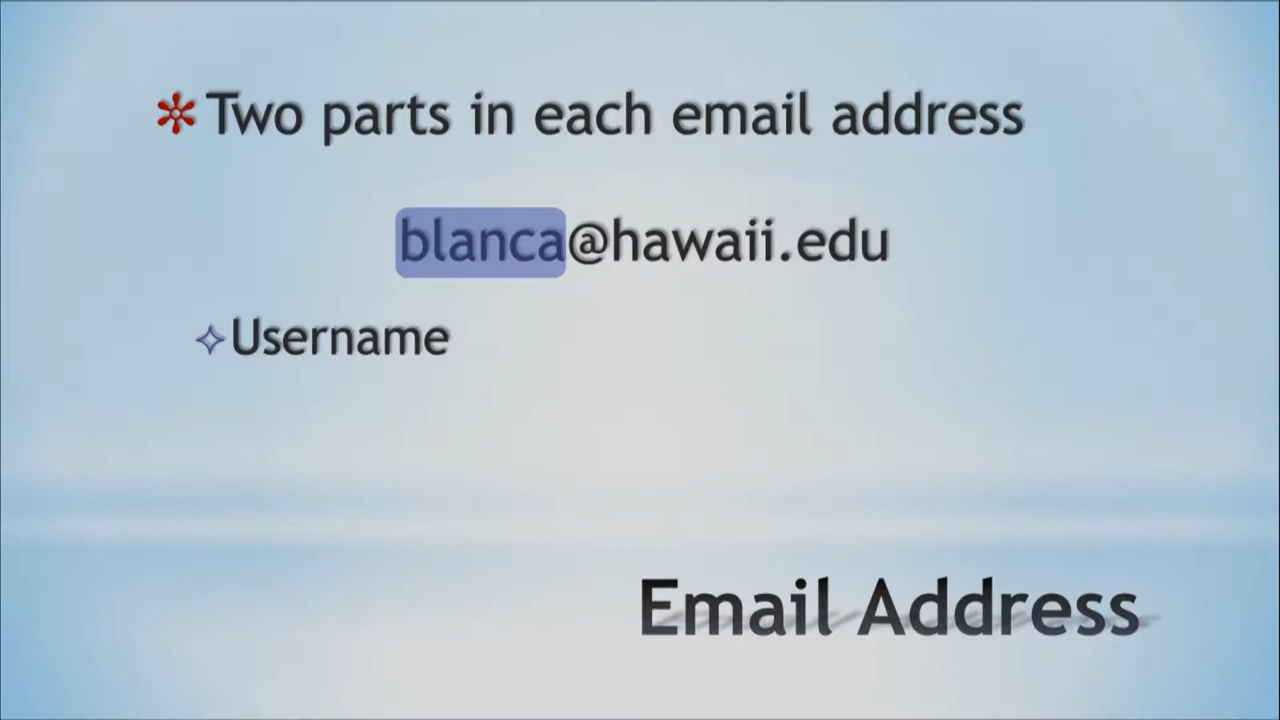 Two parts in each email address
blanca@hawaii.edu
Username
Email Address